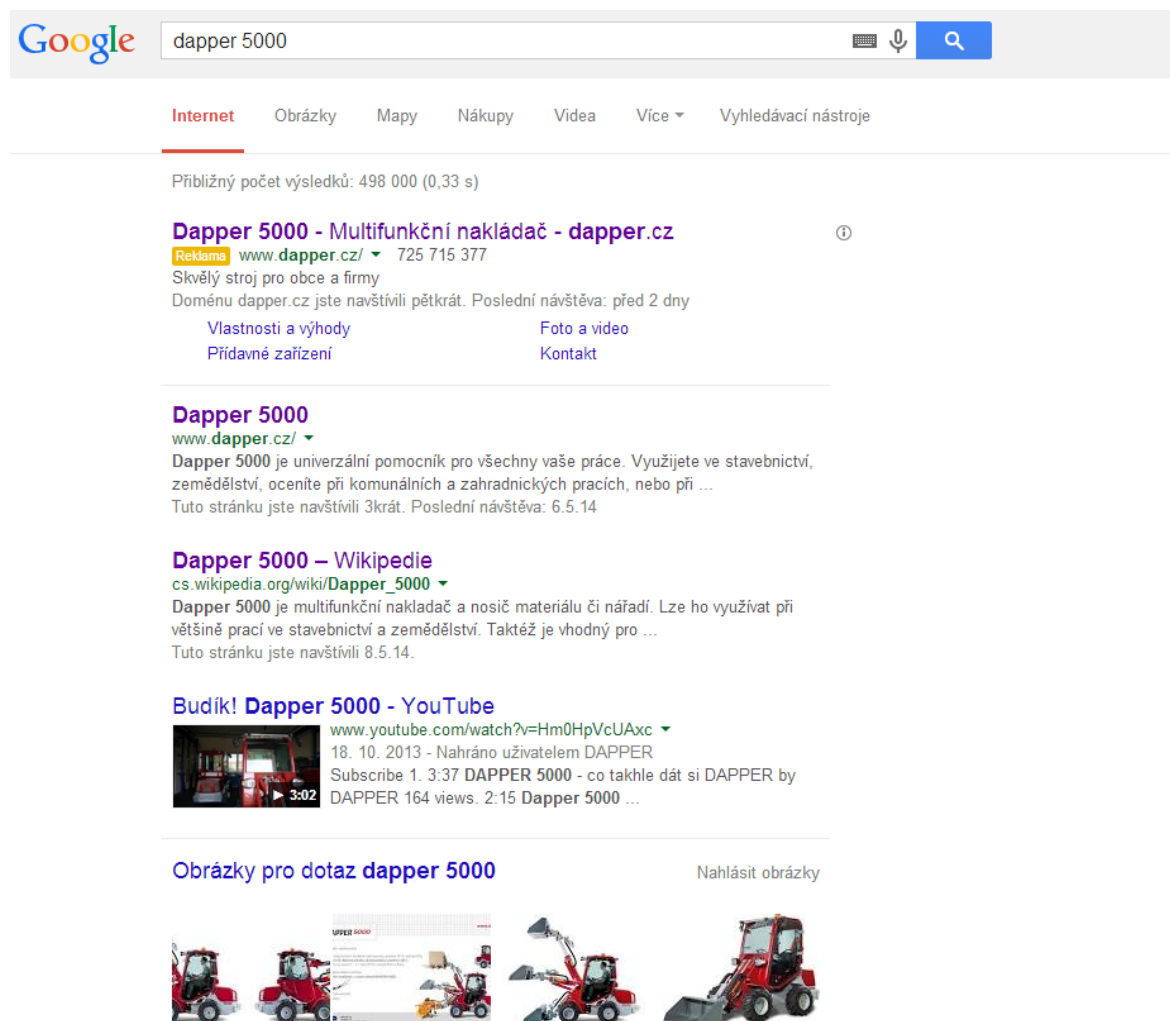 Google
dapper 5000
Internet Obrázky Mapy Nákupy Videa Více Vyhledávací nástroje
Přibližný počet výsledků: 498 000 (0,33 s)
Dapper 5000 - Multifunkční nakládač - dapper.cz
Reklama www.dapper.cz/ 725 715 377
Skvělý stroj pro obce a firmy
Doménu dapper.cz jste navštívili pětkrát. Poslední návštěva: před 2 dny
Vlastnosti a výhody Foto a video
Přídavné zařízení Kontakt
Dapper 5000
www.dapper.cz/
Dapper 5000 je univerzální pomocník pro všechny vaše práce. Využijete ve stavebnictví,
zemědělství, oceníte při komunálních a zahradnických pracích, nebo při ...
Tuto stránku jste navštívili 3krát. Poslední návštěva: 6.5.14
Dapper 5000 – Wikipedie
cs.wikipedia.org/wiki/Dapper_5000
Dapper 5000 je multifunkční nakladač a nosič materiálu či nářadí. Lze ho využívat při
většině prací ve stavebnictví a zemědělství. Taktéž je vhodný pro ...
Tuto stránku jste navštívili 8.5.14.
Budík! Dapper 5000 - YouTube
www.youtube.com/watch?v=Hm0HpVcUAxc
18. 10. 2013 - Nahráno uživatelem DAPPER
Subscribe 1. 3:37 DAPPER 5000 - co takhle dát si DAPPER by
3:02 DAPPER 164 views. 2:15 Dapper 5000 ...
Obrázky pro dotaz dapper 5000 Nahlásit obrázky
APPER 5000